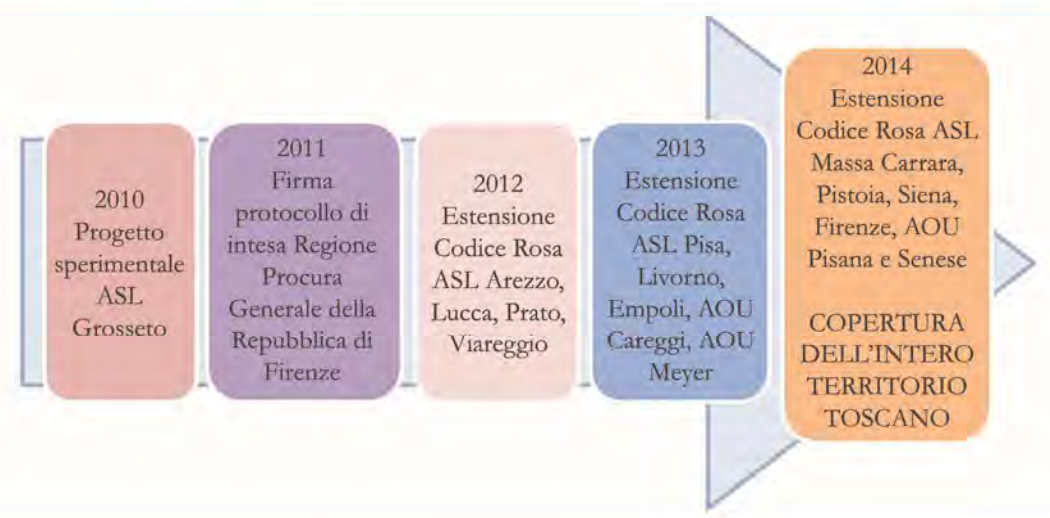 2010
Progetto
sperimentale
ASL
Grosseto
2011
Firma
protocollo di
intesa Regione
Procura
Generale della
Repubblica di
Firenze
2012
Estensione
Codice Rosa
ASL Arezzo,
Lucca, Prato,
Viareggio
2013
Estensione
Codice Rosa
ASL Pisa,
Livorno,
Empoli, AOU
Careggi, AOU
Meyer
2014
Estensione
Codice Rosa ASL
Massa Carrara,
Pistoia, Siena,
Firenze, AOU
Pisana e Senese
COPERTURA
DELL'INTERO
TERRITORIO
TOSCANO